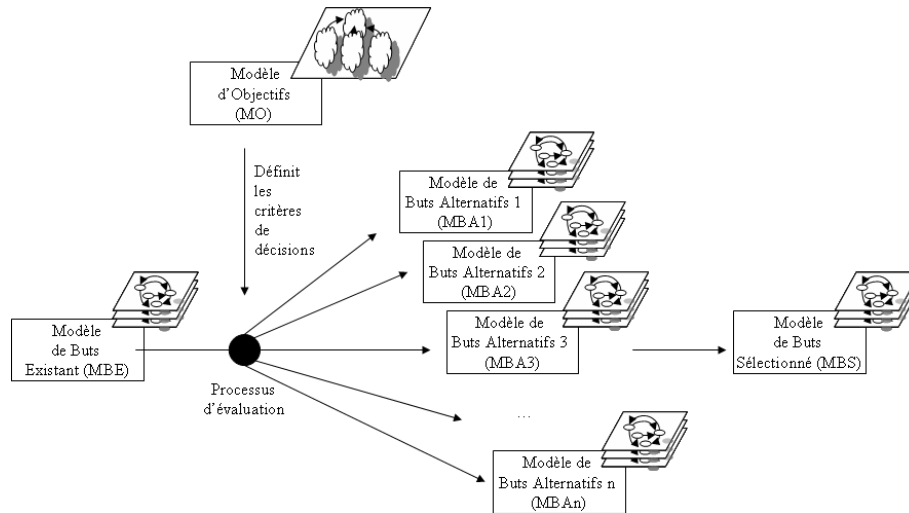 Modèle
d'Objectifs
(MO)
Définit
les
critères
de
décisions
Modèle de
Buts Alternatifs 1
(MBA1)
Modèle de
Buts Alternatifs 2
(MBA2)
Modèle
de Buts
Existant (MBE)
Modèle de
Buts Alternatifs 3
(MBA3)
Modèle
de Buts
Sélectionné (MBS)
Processus
d'évaluation
...
Modèle de
Buts Alternatifs n
(MBAn)